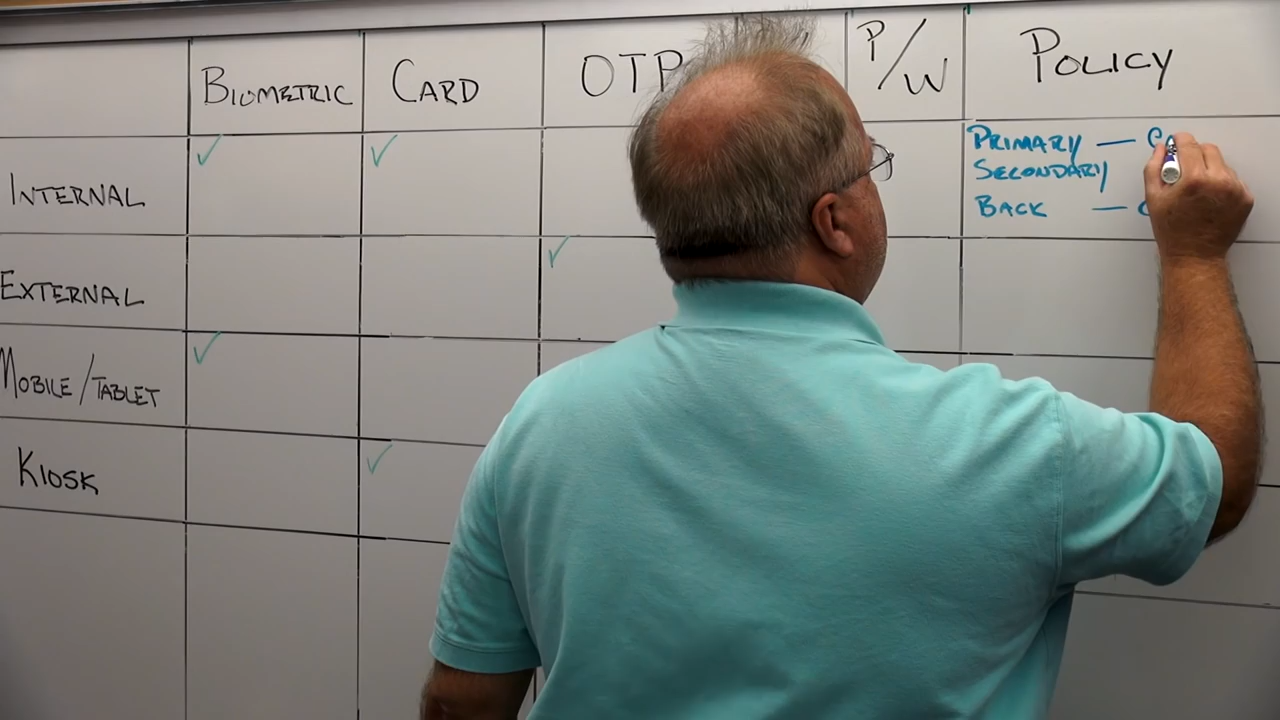 BIOMETRIC CARD OTP P/W POLICY
INTERNAL PRIMARY —
SECONDARY
BACK —
EXTERNAL
MOBILE/TABLET
KIOSK